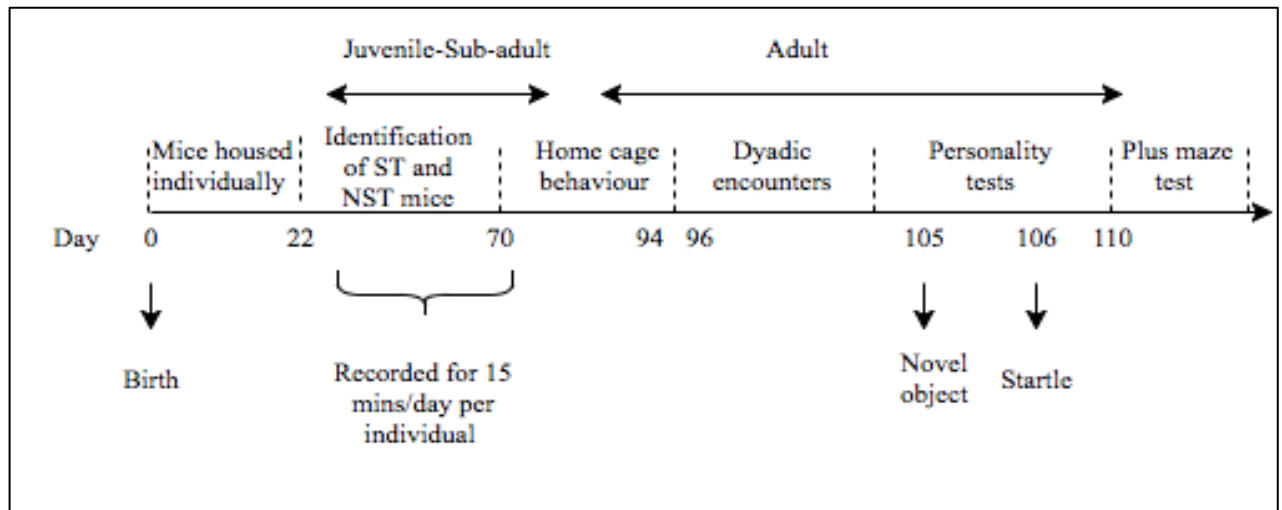 Juvenile-Sub-adult
Adult
Mice housed
individually
Identification
of ST and
NST mice
Home cage
behaviour
Dyadic
encounters
Personality
tests
Plus maze
test
Day 0 22 70 94 96 105 106 110
Birth
Recorded for 15
mins/day per
individual
Novel
object
Startle